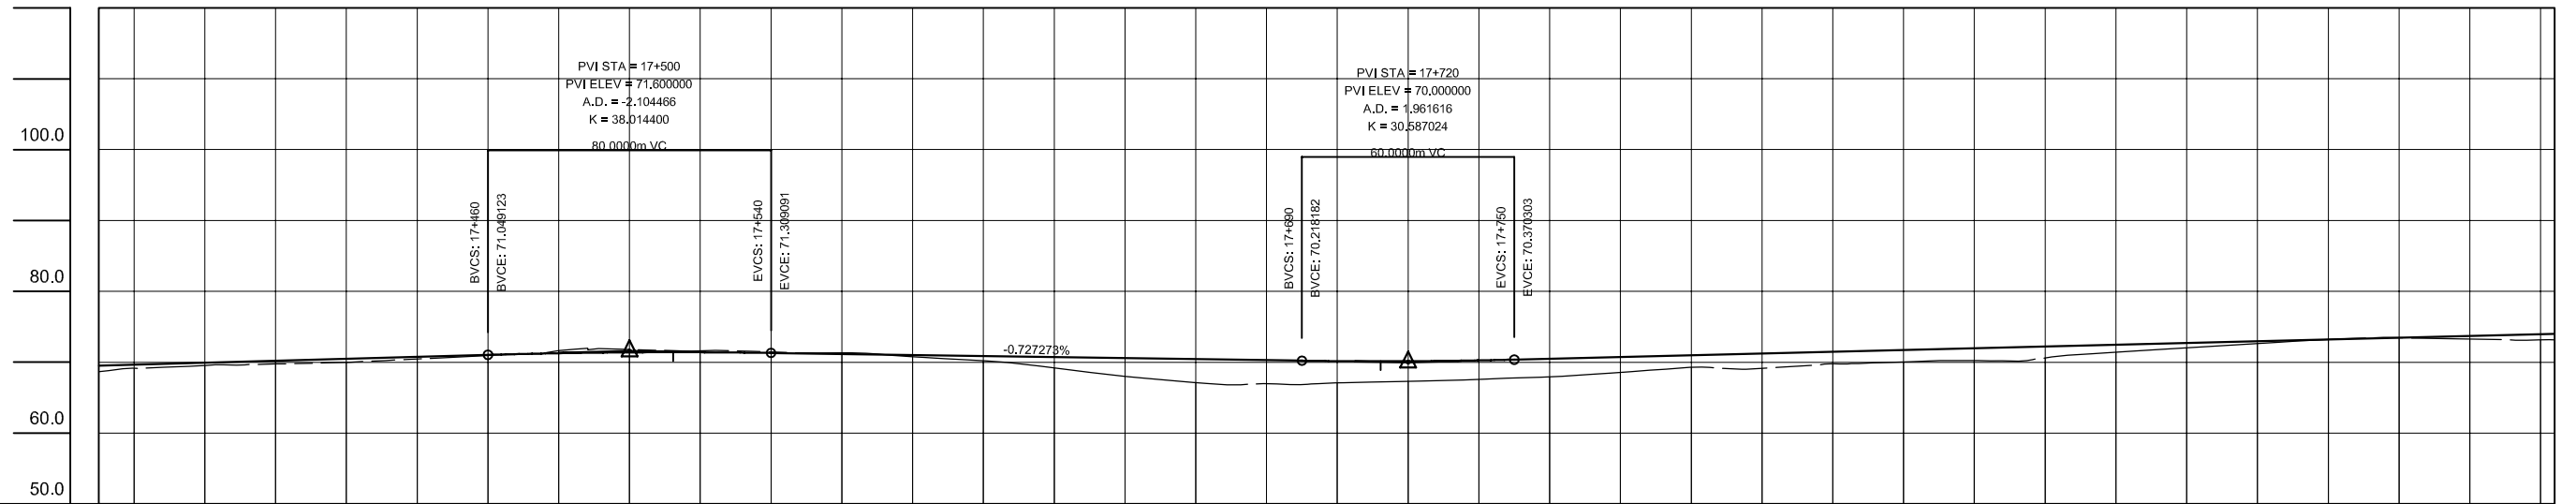 PVI STA = 17+500
PVI ELEV = 71.600000
A.D. = -2.104466
K = 38.014400
80.0000m VC
PVI STA = 17+720
PVI ELEV = 70.000000
A.D. = 1.961616
K = 30.587024
60.0000m VC
100.0
80.0
60.0
50.0
BVCS: 17+460
BVCE: 71.049123
EVCS: 17+540
EVCE: 71.309091
BVCS: 17+690
BVCE: 70.218182
EVCS: 17+750
EVCE: 70.370303
-0.727273%